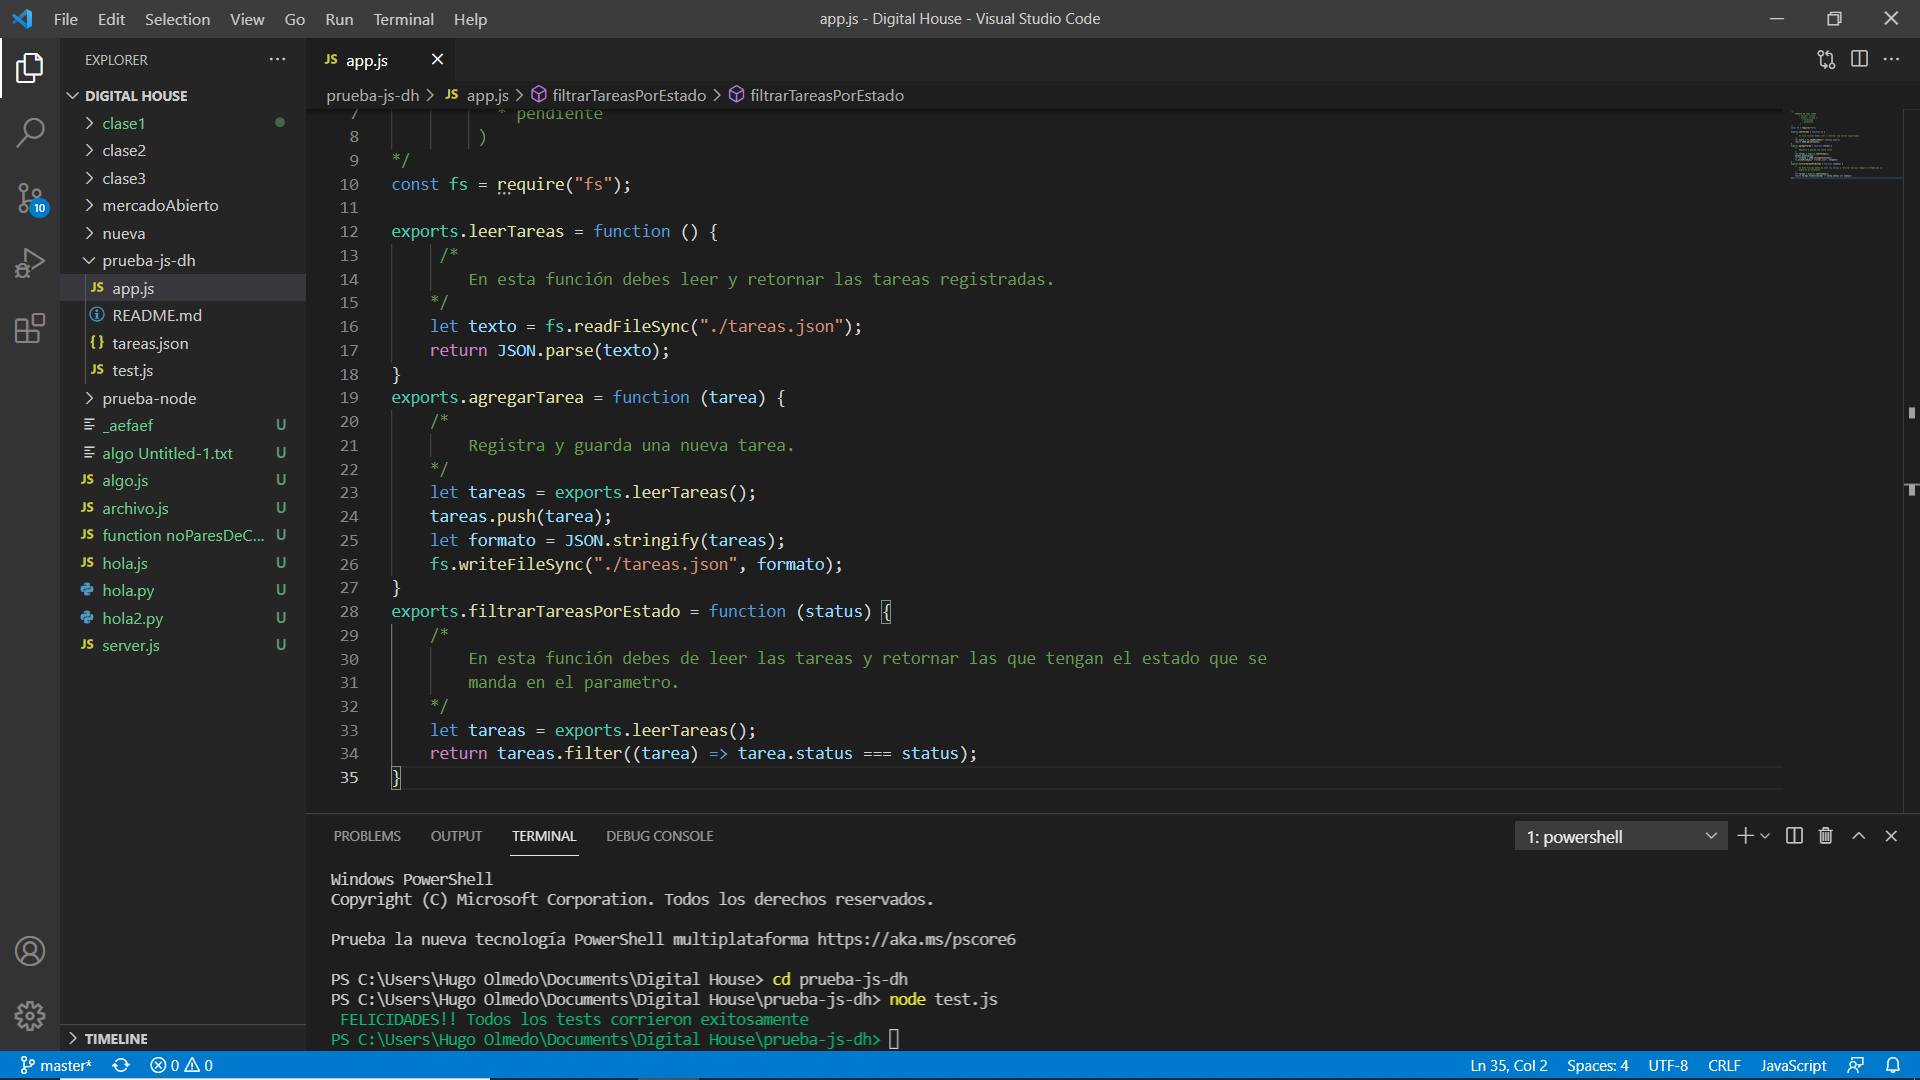 File Edit Selection View Go Run Terminal Help
app.js - Digital House - Visual Studio Code
EXPLORER
DIGITAL HOUSE
clase1
clase2
clase3
mercadoAbierto
nueva
prueba-js-dh
JS app.js
README.md
{} tareas.json
JS test.js
prueba-node
_aefaef U
algo Untitled-1.txt U
JS algo.js U
JS archivo.js U
JS function noParesDeC... U
JS hola.js U
hola.py U
hola2.py U
JS server.js U
TIMELINE
10
JS app.js
prueba-js-dh > JS app.js > filtrarTareasPorEstado > filtrarTareasPorEstado
7 * pendiente
8 )
9 */
10 const fs = require("fs");
11
12 exports.leerTareas = function () {
13 /*
14 En esta función debes leer y retornar las tareas registradas.
15 */
16 let texto = fs.readFileSync("./tareas.json");
17 return JSON.parse(texto);
18 }
19 exports.agregarTarea = function (tarea) {
20 /*
21 Registra y guarda una nueva tarea.
22 */
23 let tareas = exports.leerTareas();
24 tareas.push(tarea);
25 let formato = JSON.stringify(tareas);
26 fs.writeFileSync("./tareas.json", formato);
27 }
28 exports.filtrarTareasPorEstado = function (status) {
29 /*
30 En esta función debes de leer las tareas y retornar las que tengan el estado que se
31 manda en el parametro.
32 */
33 let tareas = exports.leerTareas();
34 return tareas.filter((tarea) => tarea.status === status);
35 }
PROBLEMS OUTPUT TERMINAL DEBUG CONSOLE
1: powershell
Windows PowerShell
Copyright (C) Microsoft Corporation. Todos los derechos reservados.
Prueba la nueva tecnología PowerShell multiplataforma https://aka.ms/pscore6
PS C:\Users\Hugo Olmedo\Documents\Digital House> cd prueba-js-dh
PS C:\Users\Hugo Olmedo\Documents\Digital House\prueba-js-dh> node test.js
FELICIDADES!! Todos los tests corrieron exitosamente
PS C:\Users\Hugo Olmedo\Documents\Digital House\prueba-js-dh>
master* 0 0
Ln 35, Col 2 Spaces: 4 UTF-8 CRLF JavaScript